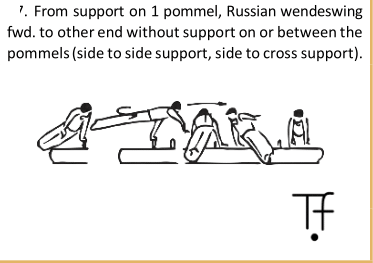 7. From support on 1 pommel, Russian wendeswing
fwd. to other end without support on or between the
pommels (side to side support, side to cross support).